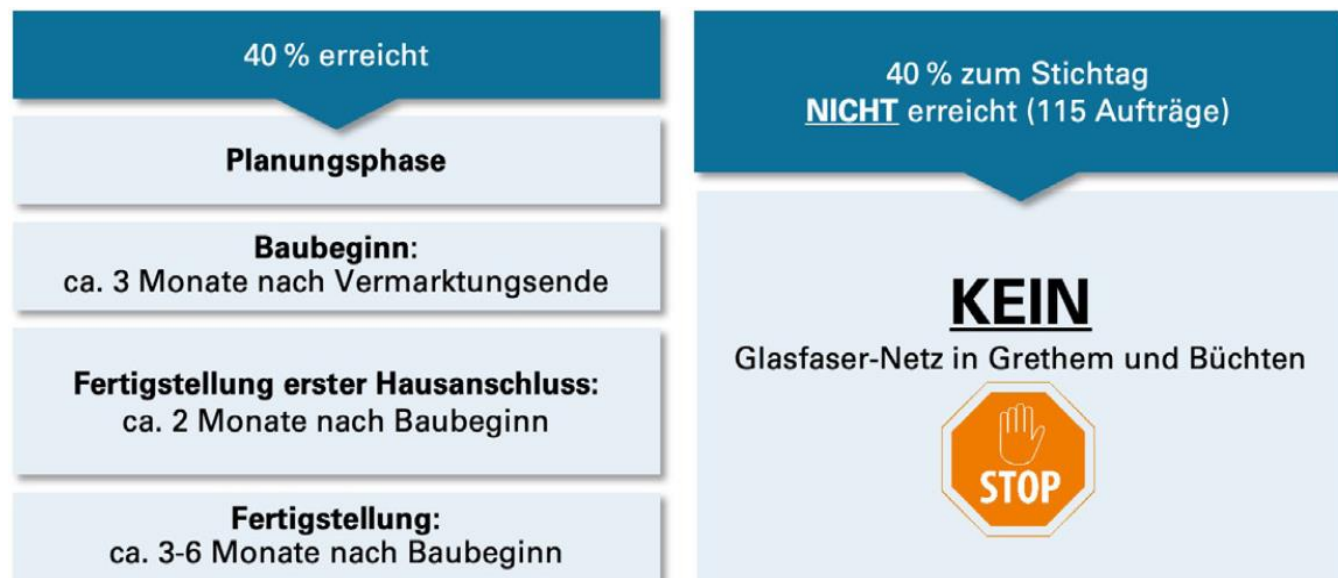 40 % erreicht
Planungsphase
Baubeginn:
ca. 3 Monate nach Vermarktungsende
Fertigstellung erster Hausanschluss:
ca. 2 Monate nach Baubeginn
Fertigstellung:
ca. 3-6 Monate nach Baubeginn
40 % zum Stichtag
NICHT erreicht (115 Aufträge)
KEIN
Glasfaser-Netz in Grethem und Büchten
STOP